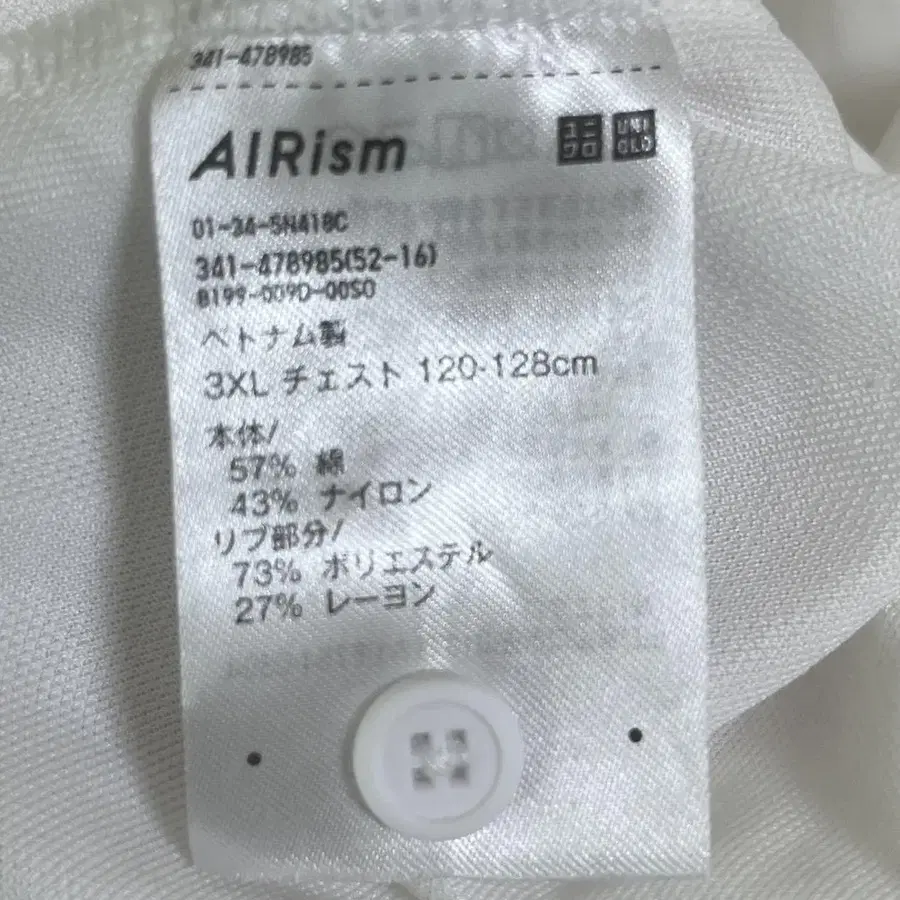 341-478985
AIRism
ユニ
クロ
UNI
QLO
01-34-5N418C
341-478985(52-16)
8199-009D-00S0
ベトナム製
3XL チェスト 120-128cm
本体/
57% 綿
43% ナイロン
リブ部分/
73% ポリエステル
27% レーヨン